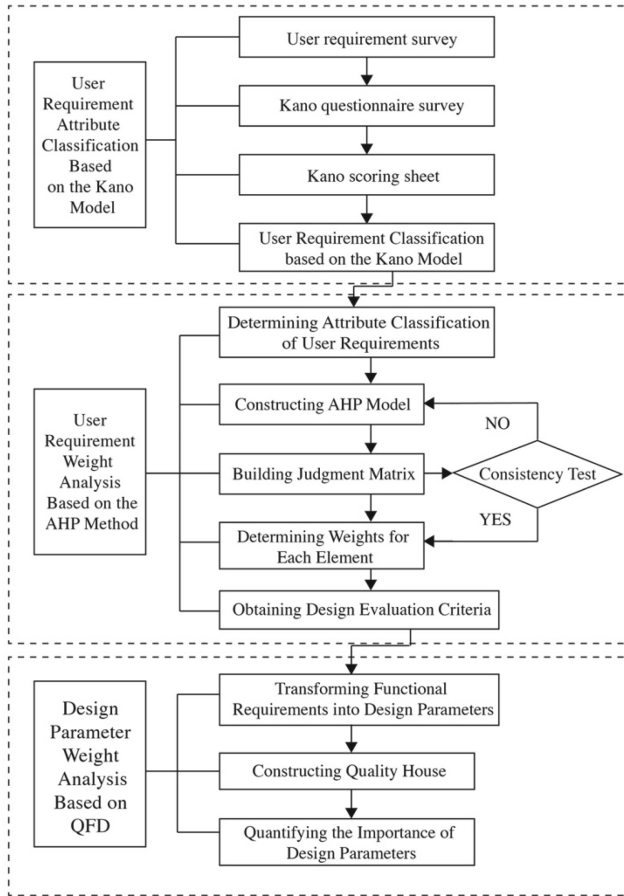 User requirement survey
User
Requirement
Attribute
Classification
Based
on the Kano
Model
Kano questionnaire survey
Kano scoring sheet
User Requirement Classification
based on the Kano Model
Determining Attribute Classification
of User Requirements
User
Requirement
Weight
Analysis
Based on the
AHP Method
Constructing AHP Model
NO
Building Judgment Matrix
Consistency Test
YES
Determining Weights for
Each Element
Obtaining Design Evaluation Criteria
Design
Parameter
Weight
Analysis
Based on
QFD
Transforming Functional
Requirements into Design Parameters
Constructing Quality House
Quantifying the Importance of
Design Parameters